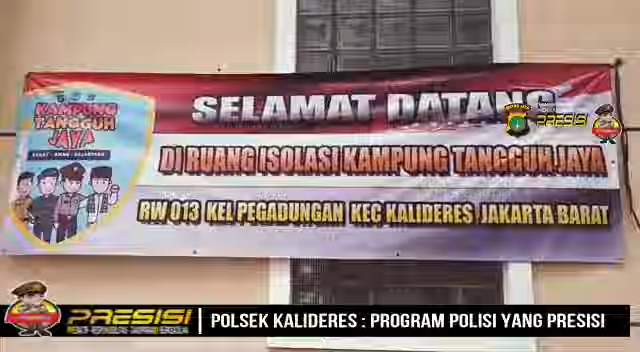 KAMPUNG
TANGGUH
JAYA
SELAMAT DATANG
PRESISI
DI RUANG ISOLASI KAMPUNG TANGGUH JAYA
RW 013 KEL PEGADUNGAN KEC KALIDERES JAKARTA BARAT
PRESISI
POLSEK KALIDERES : PROGRAM POLISI YANG PRESISI